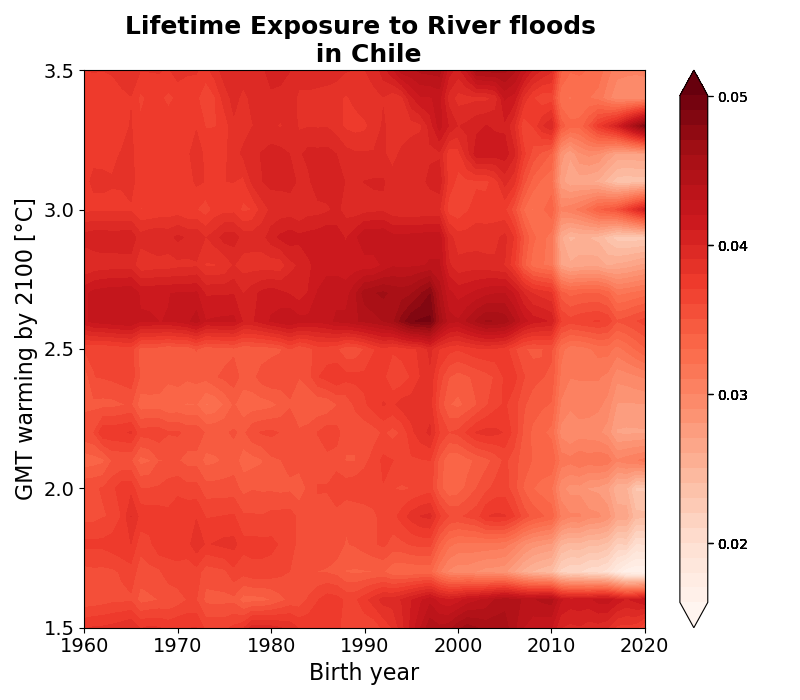 Lifetime Exposure to River floods
in Chile
3.5
3.0
2.5
2.0
1.5
GMT warming by 2100 [°C]
1960 1970 1980 1990 2000 2010 2020
Birth year
0.05
0.04
0.03
0.02